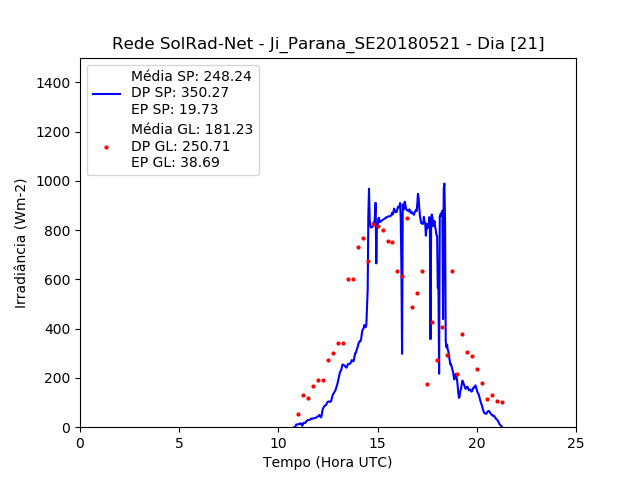 Rede SolRad-Net - Ji_Parana_SE20180521 - Dia [21]
Média SP: 248.24
DP SP: 350.27
EP SP: 19.73
Média GL: 181.23
DP GL: 250.71
EP GL: 38.69
Irradiância (Wm-2)
1400
1200
1000
800
600
400
200
0
0 5 10 15 20 25
Tempo (Hora UTC)